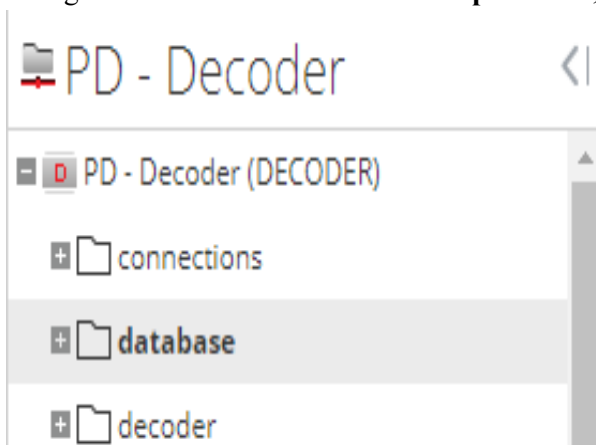 PD - Decoder
D PD - Decoder (DECODER)
connections
database
decoder